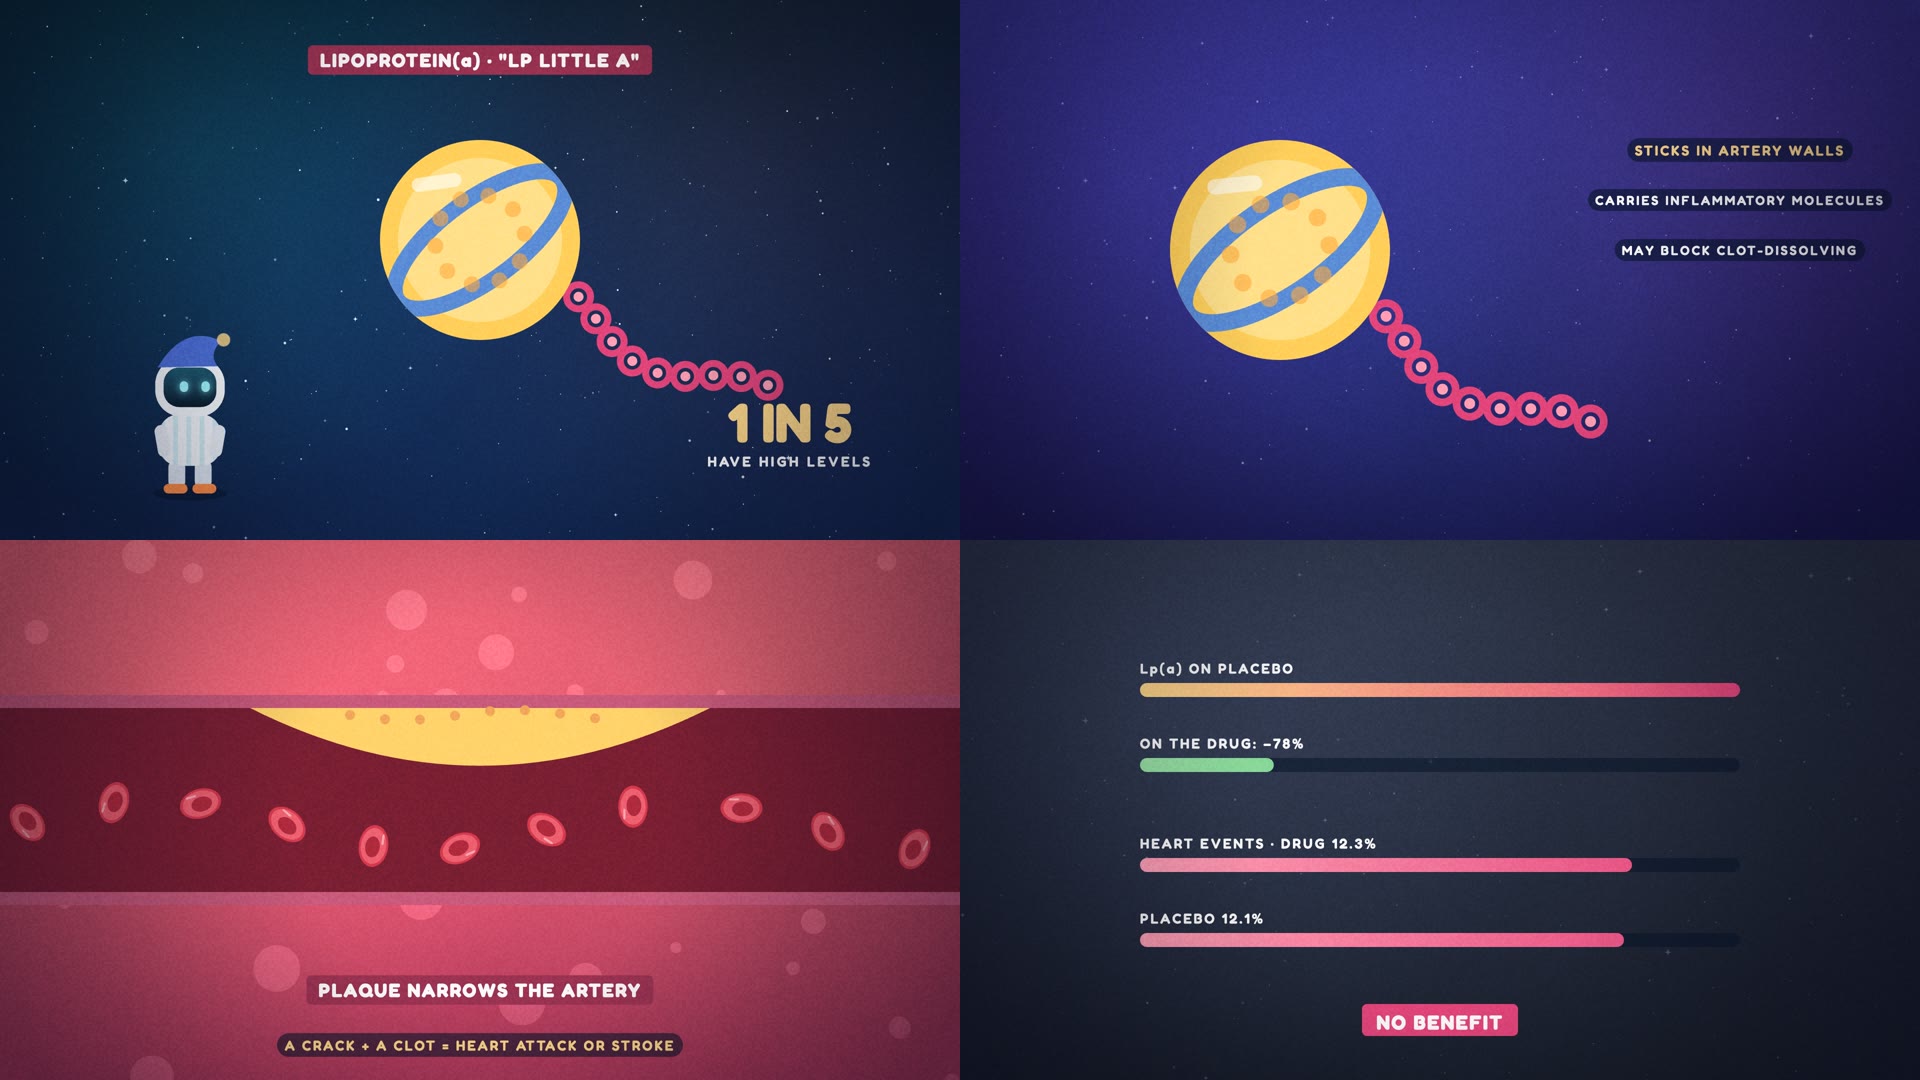 LIPOPROTEIN(a) · "LP LITTLE A"
1 IN 5
HAVE HIGH LEVELS
STICKS IN ARTERY WALLS
CARRIES INFLAMMATORY MOLECULES
MAY BLOCK CLOT-DISSOLVING
PLAQUE NARROWS THE ARTERY
A CRACK + A CLOT = HEART ATTACK OR STROKE
Lp(a) ON PLACEBO
ON THE DRUG: −78%
HEART EVENTS · DRUG 12.3%
PLACEBO 12.1%
NO BENEFIT